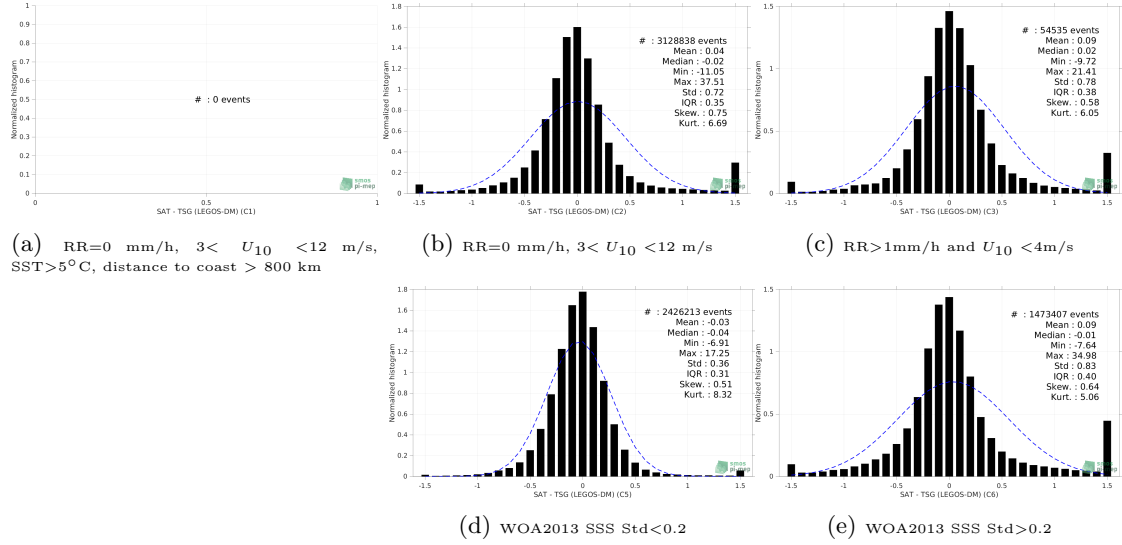 1
0.9
0.8
0.7
0.6
0.5
0.4
0.3
0.2
0.1
0
Normalized histogram
# : 0 events
smos
pi-mep
0 0.5 1
SAT - TSG (LEGOS-DM) (C1)
(a) RR=0 mm/h, 3< U10 <12 m/s,
SST>5°C, distance to coast > 800 km
1.8
1.6
1.4
1.2
1
0.8
0.6
0.4
0.2
0
Normalized histogram
# : 3128838 events
Mean : 0.04
Median : -0.02
Min : -11.05
Max : 37.51
Std : 0.72
IQR : 0.35
Skew. : 0.75
Kurt. : 6.69
smos
pi-mep
-1.5 -1 -0.5 0 0.5 1 1.5
SAT - TSG (LEGOS-DM) (C2)
(b) RR=0 mm/h, 3< U10 <12 m/s
1.5
1
0.5
0
Normalized histogram
# : 54535 events
Mean : 0.09
Median : 0.02
Min : -9.72
Max : 21.41
Std : 0.78
IQR : 0.38
Skew. : 0.58
Kurt. : 6.05
smos
pi-mep
-1.5 -1 -0.5 0 0.5 1 1.5
SAT - TSG (LEGOS-DM) (C3)
(c) RR>1mm/h and U10 <4m/s
1.8
1.6
1.4
1.2
1
0.8
0.6
0.4
0.2
0
Normalized histogram
# : 2426213 events
Mean : -0.03
Median : -0.04
Min : -6.91
Max : 17.25
Std : 0.36
IQR : 0.31
Skew. : 0.51
Kurt. : 8.32
smos
pi-mep
-1.5 -1 -0.5 0 0.5 1 1.5
SAT - TSG (LEGOS-DM) (C5)
(d) WOA2013 SSS Std<0.2
1.5
1
0.5
0
Normalized histogram
# : 1473407 events
Mean : 0.09
Median : -0.01
Min : -7.64
Max : 34.98
Std : 0.83
IQR : 0.40
Skew. : 0.64
Kurt. : 5.06
smos
pi-mep
-1.5 -1 -0.5 0 0.5 1 1.5
SAT - TSG (LEGOS-DM) (C6)
(e) WOA2013 SSS Std>0.2